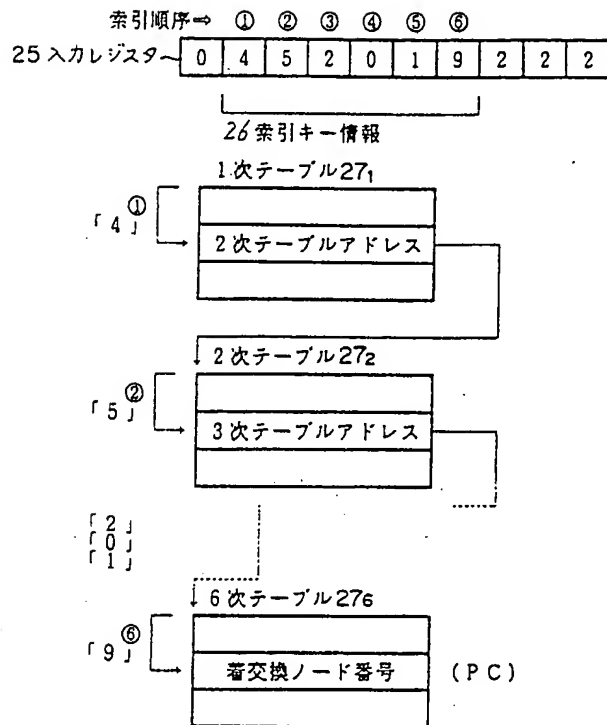 索引順序⇨ ① ② ③ ④ ⑤ ⑥
25入力レジスタ 0 4 5 2 0 1 9 2 2 2
26索引キー情報
1次テーブル27₁
「4」①
2次テーブルアドレス
2次テーブル27₂
「5」②
3次テーブルアドレス
「2」
「0」
「1」
6次テーブル27₆
「9」⑥
着交換ノード番号 (PC)